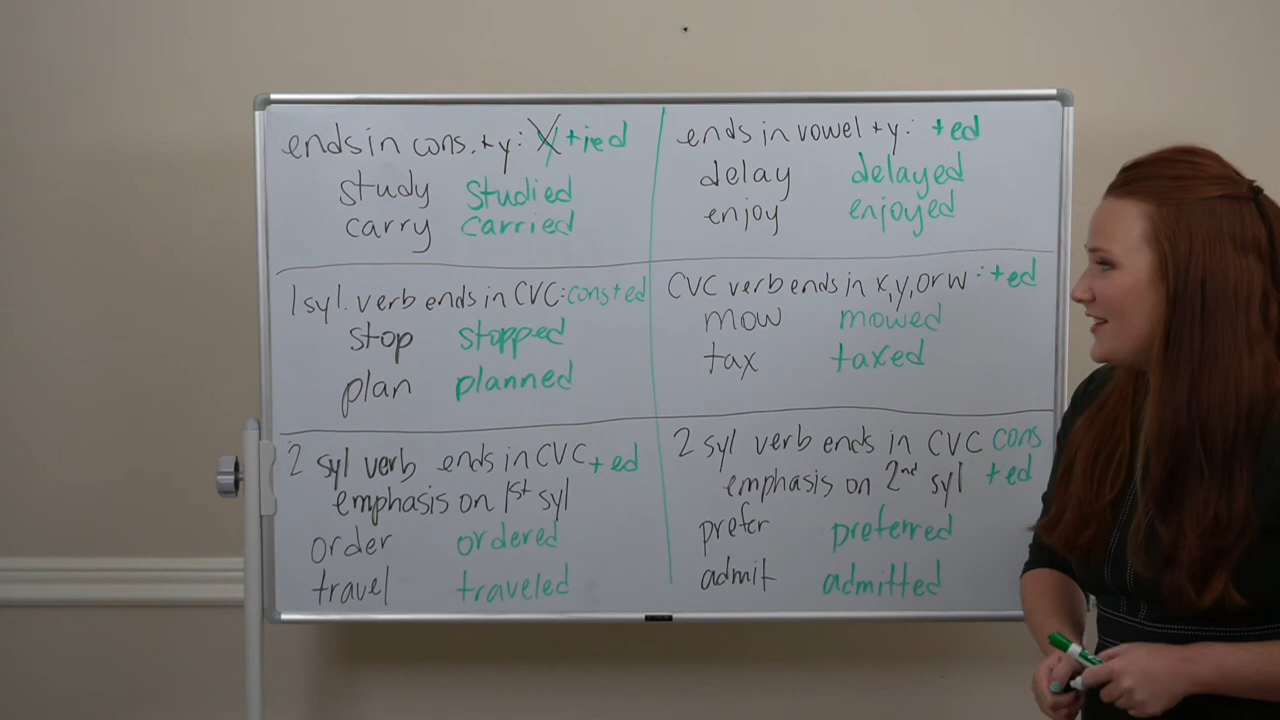 ends in cons. + y: y + ied
study studied
carry carried
ends in vowel + y: + ed
delay delayed
enjoy enjoyed
1 syl. verb ends in CVC: cons + ed
stop stopped
plan planned
CVC verb ends in x, y, or w: + ed
mow mowed
tax taxed
2 syl verb ends in CVC + ed
emphasis on 1st syl
order ordered
travel traveled
2 syl verb ends in CVC cons
emphasis on 2nd syl + ed
prefer preferred
admit admitted